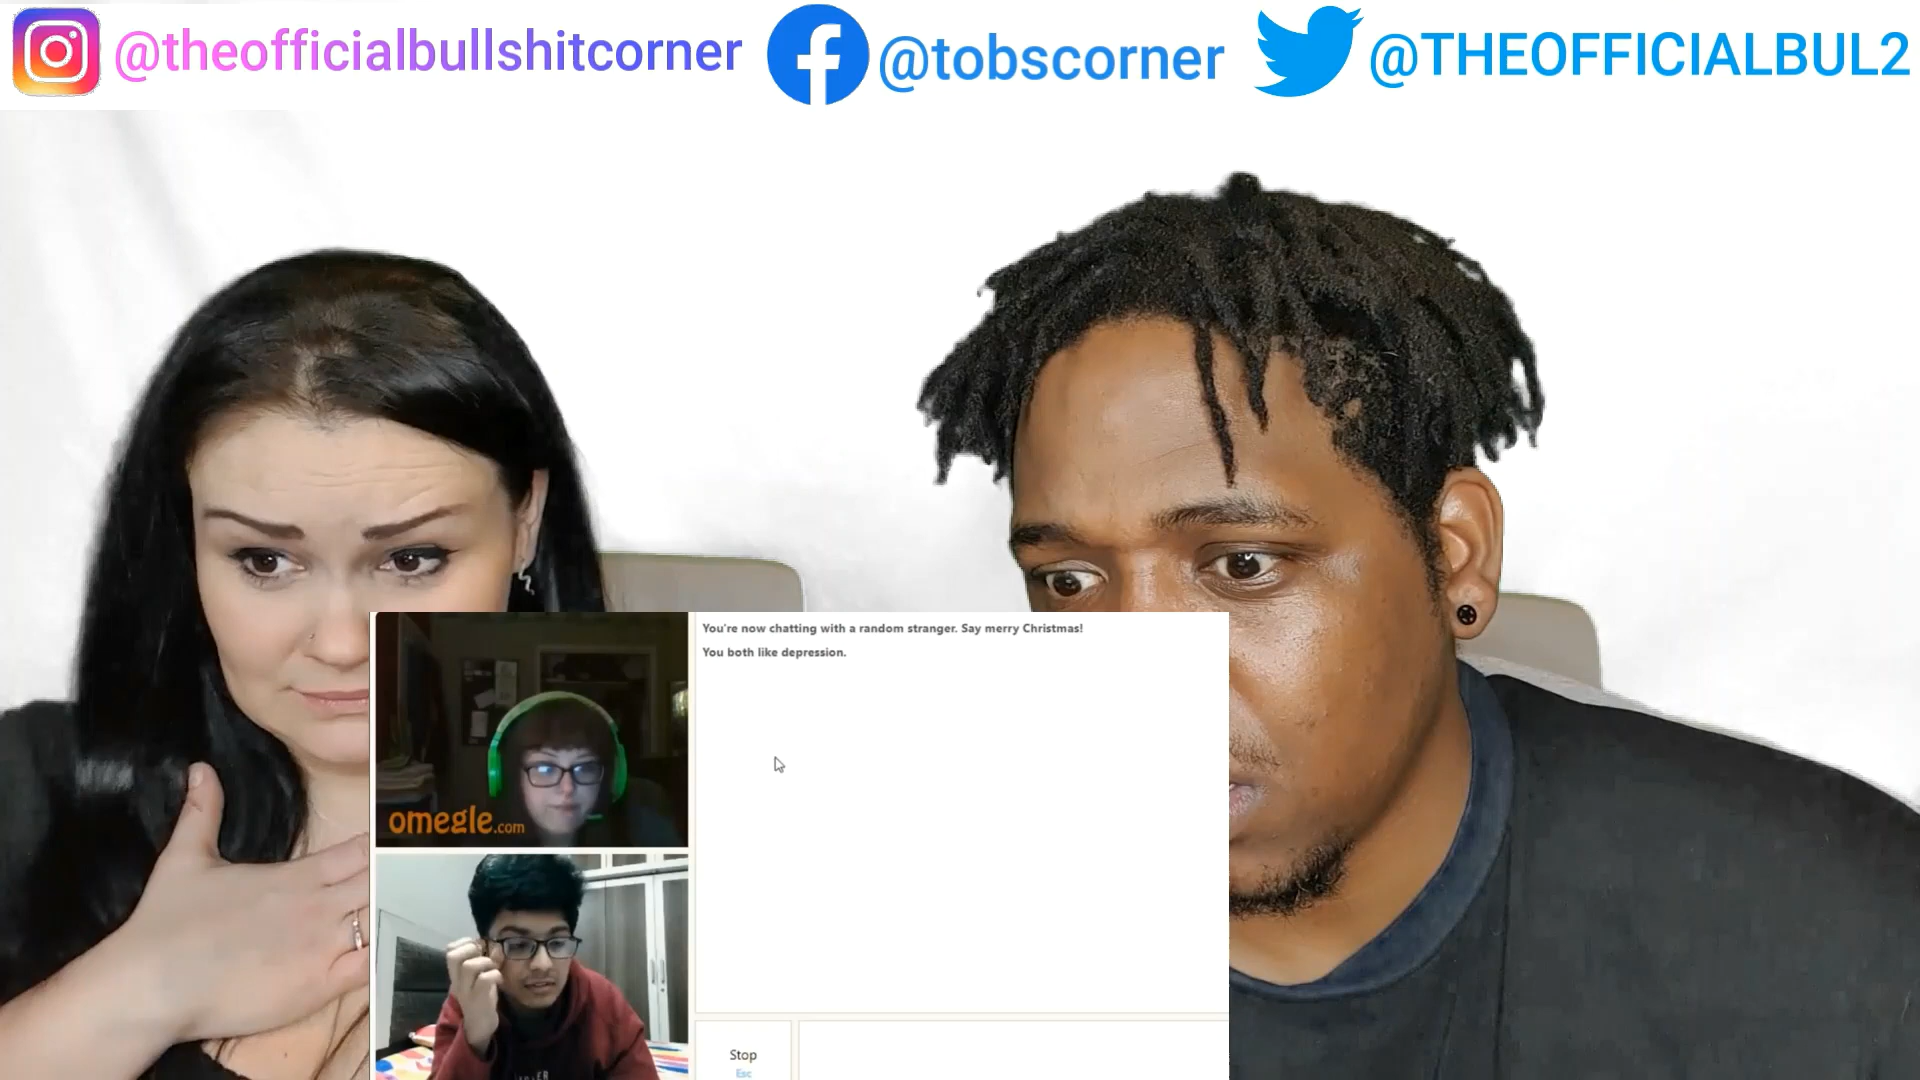 @theofficialbullshitcorner
@tobscorner
@THEOFFICIALBUL2
You're now chatting with a random stranger. Say merry Christmas!
You both like depression.
omegle.com
Stop
Esc